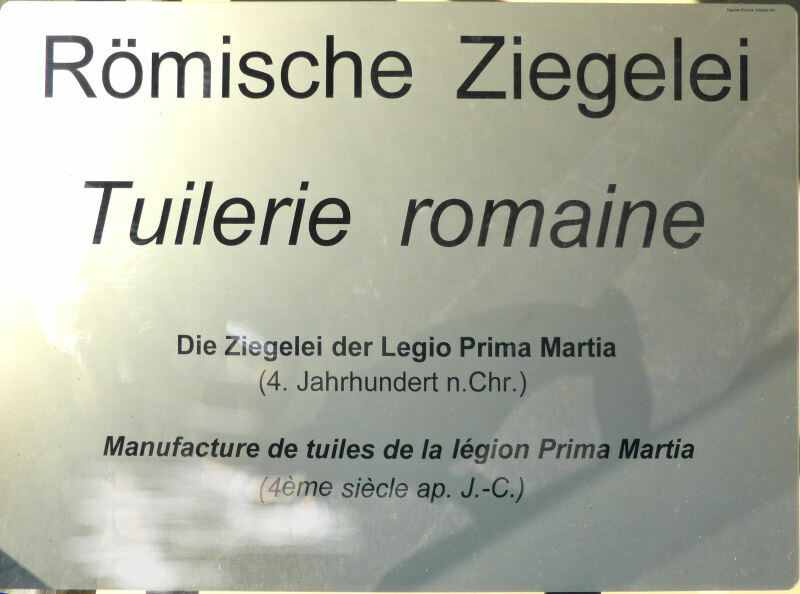 Römische Ziegelei
Tuilerie romaine
Die Ziegelei der Legio Prima Martia
(4. Jahrhundert n.Chr.)
Manufacture de tuiles de la légion Prima Martia
(4ème siècle ap. J.-C.)